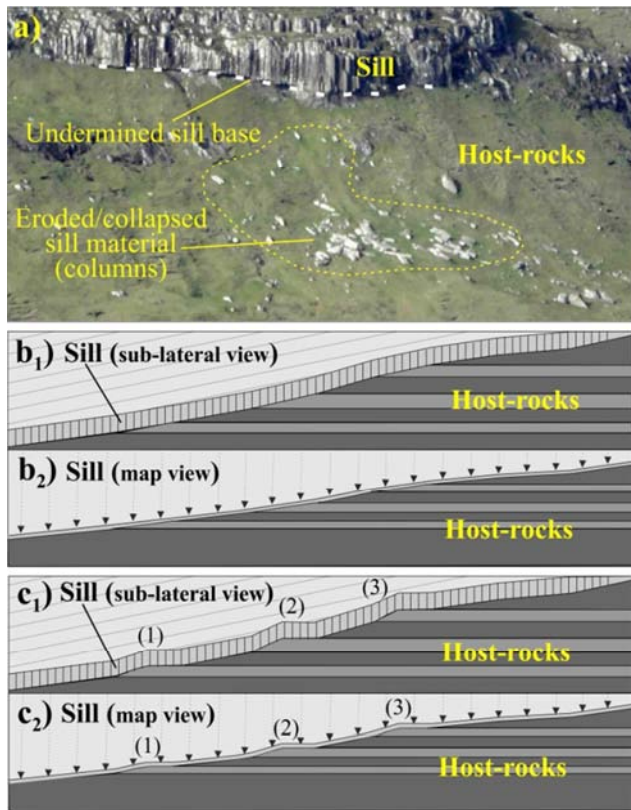 a)
Sill
Undermined sill base
Host-rocks
Eroded/collapsed
sill material
(columns)
b₁) Sill (sub-lateral view)
Host-rocks
b₂) Sill (map view)
Host-rocks
c₁) Sill (sub-lateral view)
(1)
(2)
(3)
Host-rocks
c₂) Sill (map view)
(1)
(2)
(3)
Host-rocks